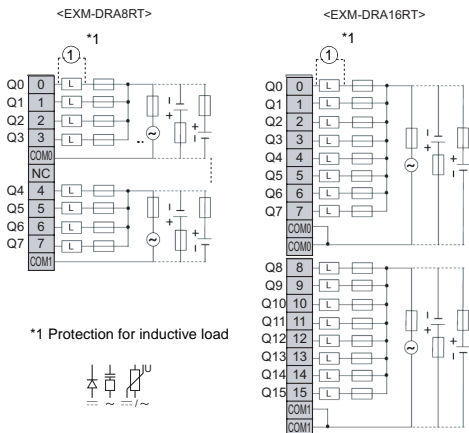 <EXM-DRA8RT>
*1
1
Q0 0 L
Q1 1 L
Q2 2 L
Q3 3 L
COM0
NC
Q4 4 L
Q5 5 L
Q6 6 L
Q7 7 L
COM1
*1 Protection for inductive load
U
<EXM-DRA16RT>
*1
1
Q0 0 L
Q1 1 L
Q2 2 L
Q3 3 L
Q4 4 L
Q5 5 L
Q6 6 L
Q7 7 L
COM0
COM0
Q8 8 L
Q9 9 L
Q10 10 L
Q11 11 L
Q12 12 L
Q13 13 L
Q14 14 L
Q15 15 L
COM1
COM1